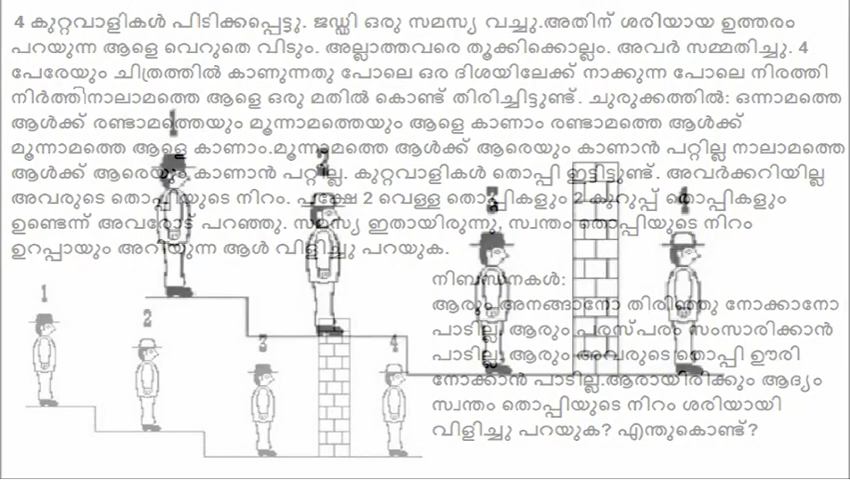 4 കുറ്റവാളികൾ പിടിക്കപ്പെട്ടു. ജഡ്ജി ഒരു സമസ്യ വച്ചു.അതിന് ശരിയായ ഉത്തരം
പറയുന്ന ആളെ വെറുതെ വിടും. അല്ലാത്തവരെ തൂക്കിക്കൊല്ലം. അവർ സമ്മതിച്ചു. 4
പേരേയും ചിത്രത്തിൽ കാണുന്നതു പോലെ ഒര ദിശയിലേക്ക് നാക്കുന്ന പോലെ നിരത്തി
നിർത്തിനാലാമത്തെ ആളെ ഒരു മതിൽ കൊണ്ട് തിരിച്ചിട്ടുണ്ട്. ചുരുക്കത്തിൽ: ഒന്നാമത്തെ
ആൾക്ക് രണ്ടാമത്തെയും മൂന്നാമത്തെയും ആളെ കാണാം രണ്ടാമത്തെ ആൾക്ക്
മൂന്നാമത്തെ ആളെ കാണാം.മൂന്നാമത്തെ ആൾക്ക് ആരെയും കാണാൻ പറ്റില്ല നാലാമത്തെ
ആൾക്ക് ആരെയും കാണാൻ പറ്റില്ല. കുറ്റവാളികൾ തൊപ്പി ഇട്ടിട്ടുണ്ട്. അവർക്കറിയില്ല
അവരുടെ തൊപ്പിയുടെ നിറം. പക്ഷേ 2 വെള്ള തൊപ്പികളും 2 കറുപ്പ് തൊപ്പികളും
ഉണ്ടെന്ന് അവരോട് പറഞ്ഞു. സമസ്യ ഇതായിരുന്നു, സ്വന്തം തൊപ്പിയുടെ നിറം
ഉറപ്പായും അറിയുന്ന ആൾ വിളിച്ചു പറയുക.
നിബന്ധനകൾ:
ആരും അനങ്ങാനോ തിരിഞ്ഞു നോക്കാനോ
പാടില്ല. ആരും പരസ്പരം സംസാരിക്കാൻ
പാടില്ല. ആരും അവരുടെ തൊപ്പി ഊരി
നോക്കാൻ പാടില്ല.ആരായിരിക്കും ആദ്യം
സ്വന്തം തൊപ്പിയുടെ നിറം ശരിയായി
വിളിച്ചു പറയുക? എന്തുകൊണ്ട്?
1
2
3
4
1
2
3
4